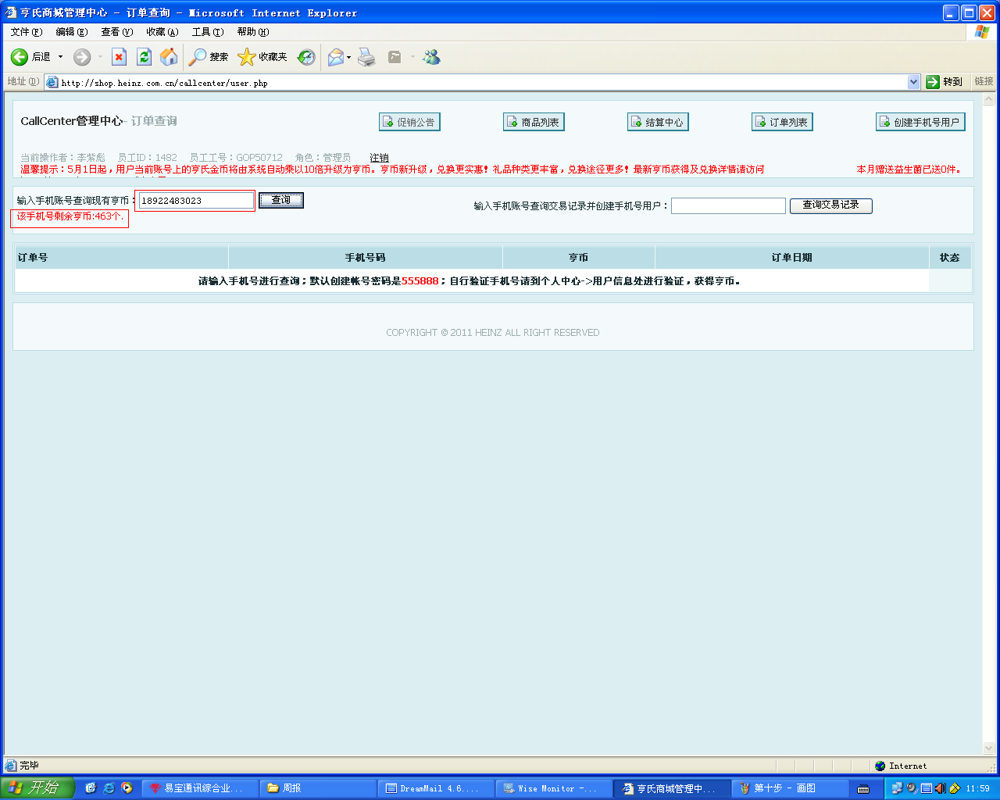 亨氏商城管理中心 - 订单查询 - Microsoft Internet Explorer
文件(F) 编辑(E) 查看(V) 收藏(A) 工具(T) 帮助(H)
后退 搜索 收藏夹
地址(D) http://shop.heinz.com.cn/callcenter/user.php 转到 链接
CallCenter管理中心- 订单查询 促销公告 商品列表 结算中心 订单列表 创建手机号用户
当前操作者：李紫彪 员工ID：1482 员工工号：GOP50712 角色：管理员 注销
温馨提示：5月1日起，用户当前账号上的亨氏金币将由系统自动乘以10倍升级为亨币。亨币新升级，兑换更实惠！礼品种类更丰富，兑换途径更多！最新亨币获得及兑换详情请访问 本月赠送益生菌已送0件。
输入手机账号查询现有亨币： 18922483023 查询 输入手机账号查询交易记录并创建手机号用户： 查询交易记录
该手机号剩余亨币:463个.
订单号 手机号码 亨币 订单日期 状态
请输入手机号进行查询；默认创建帐号密码是555888；自行验证手机号请到个人中心->用户信息处进行验证，获得亨币。
COPYRIGHT © 2011 HEINZ ALL RIGHT RESERVED
完毕 Internet
开始 易宝通讯综合业... 周报 DreamMail 4.6.... Wise Monitor -... 亨氏商城管理中... 第十步 - 画图 11:59